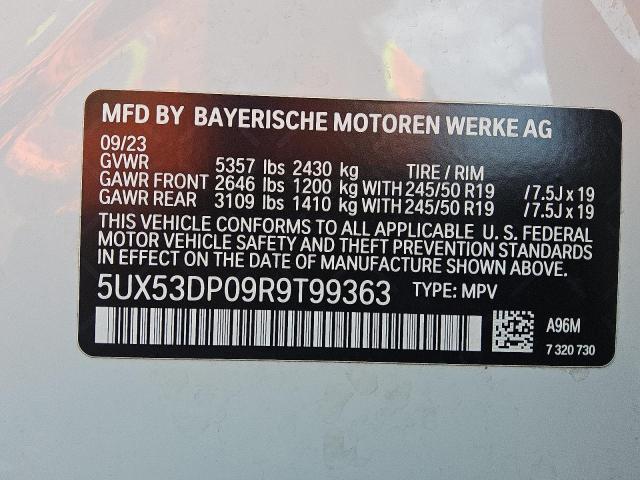 MFD BY BAYERISCHE MOTOREN WERKE AG
09/23
GVWR 5357 lbs 2430 kg TIRE / RIM
GAWR FRONT 2646 lbs 1200 kg WITH 245/50 R19 /7.5J x 19
GAWR REAR 3109 lbs 1410 kg WITH 245/50 R19 /7.5J x 19
THIS VEHICLE CONFORMS TO ALL APPLICABLE U. S. FEDERAL
MOTOR VEHICLE SAFETY AND THEFT PREVENTION STANDARDS
IN EFFECT ON THE DATE OF MANUFACTURE SHOWN ABOVE.
5UX53DP09R9T99363 TYPE: MPV
A96M
7 320 730